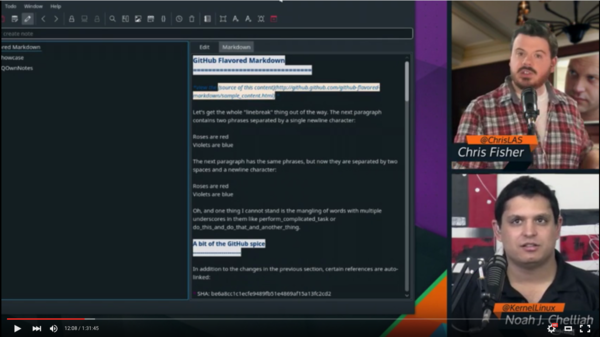 Todo Window Help
create note
red Markdown
QOwnNotes
Edit Markdown
GitHub Flavored Markdown
================================
[source of this content](http://github.github.com/github-flavored-
markdown/sample_content.html)
Let's get the whole "linebreak" thing out of the way. The next paragraph
contains two phrases separated by a single newline character:
Roses are red
Violets are blue
The next paragraph has the same phrases, but now they are separated by two
spaces and a newline character:
Roses are red
Violets are blue
Oh, and one thing I cannot stand is the mangling of words with multiple
underscores in them like perform_complicated_task or
do_this_and_do_that_and_another_thing.
A bit of the GitHub spice
In addition to the changes in the previous section, certain references are auto-
linked:
@ChrisLAS
Chris Fisher
@KernelLinux
Noah J. Chelliah
12:08 / 1:31:45